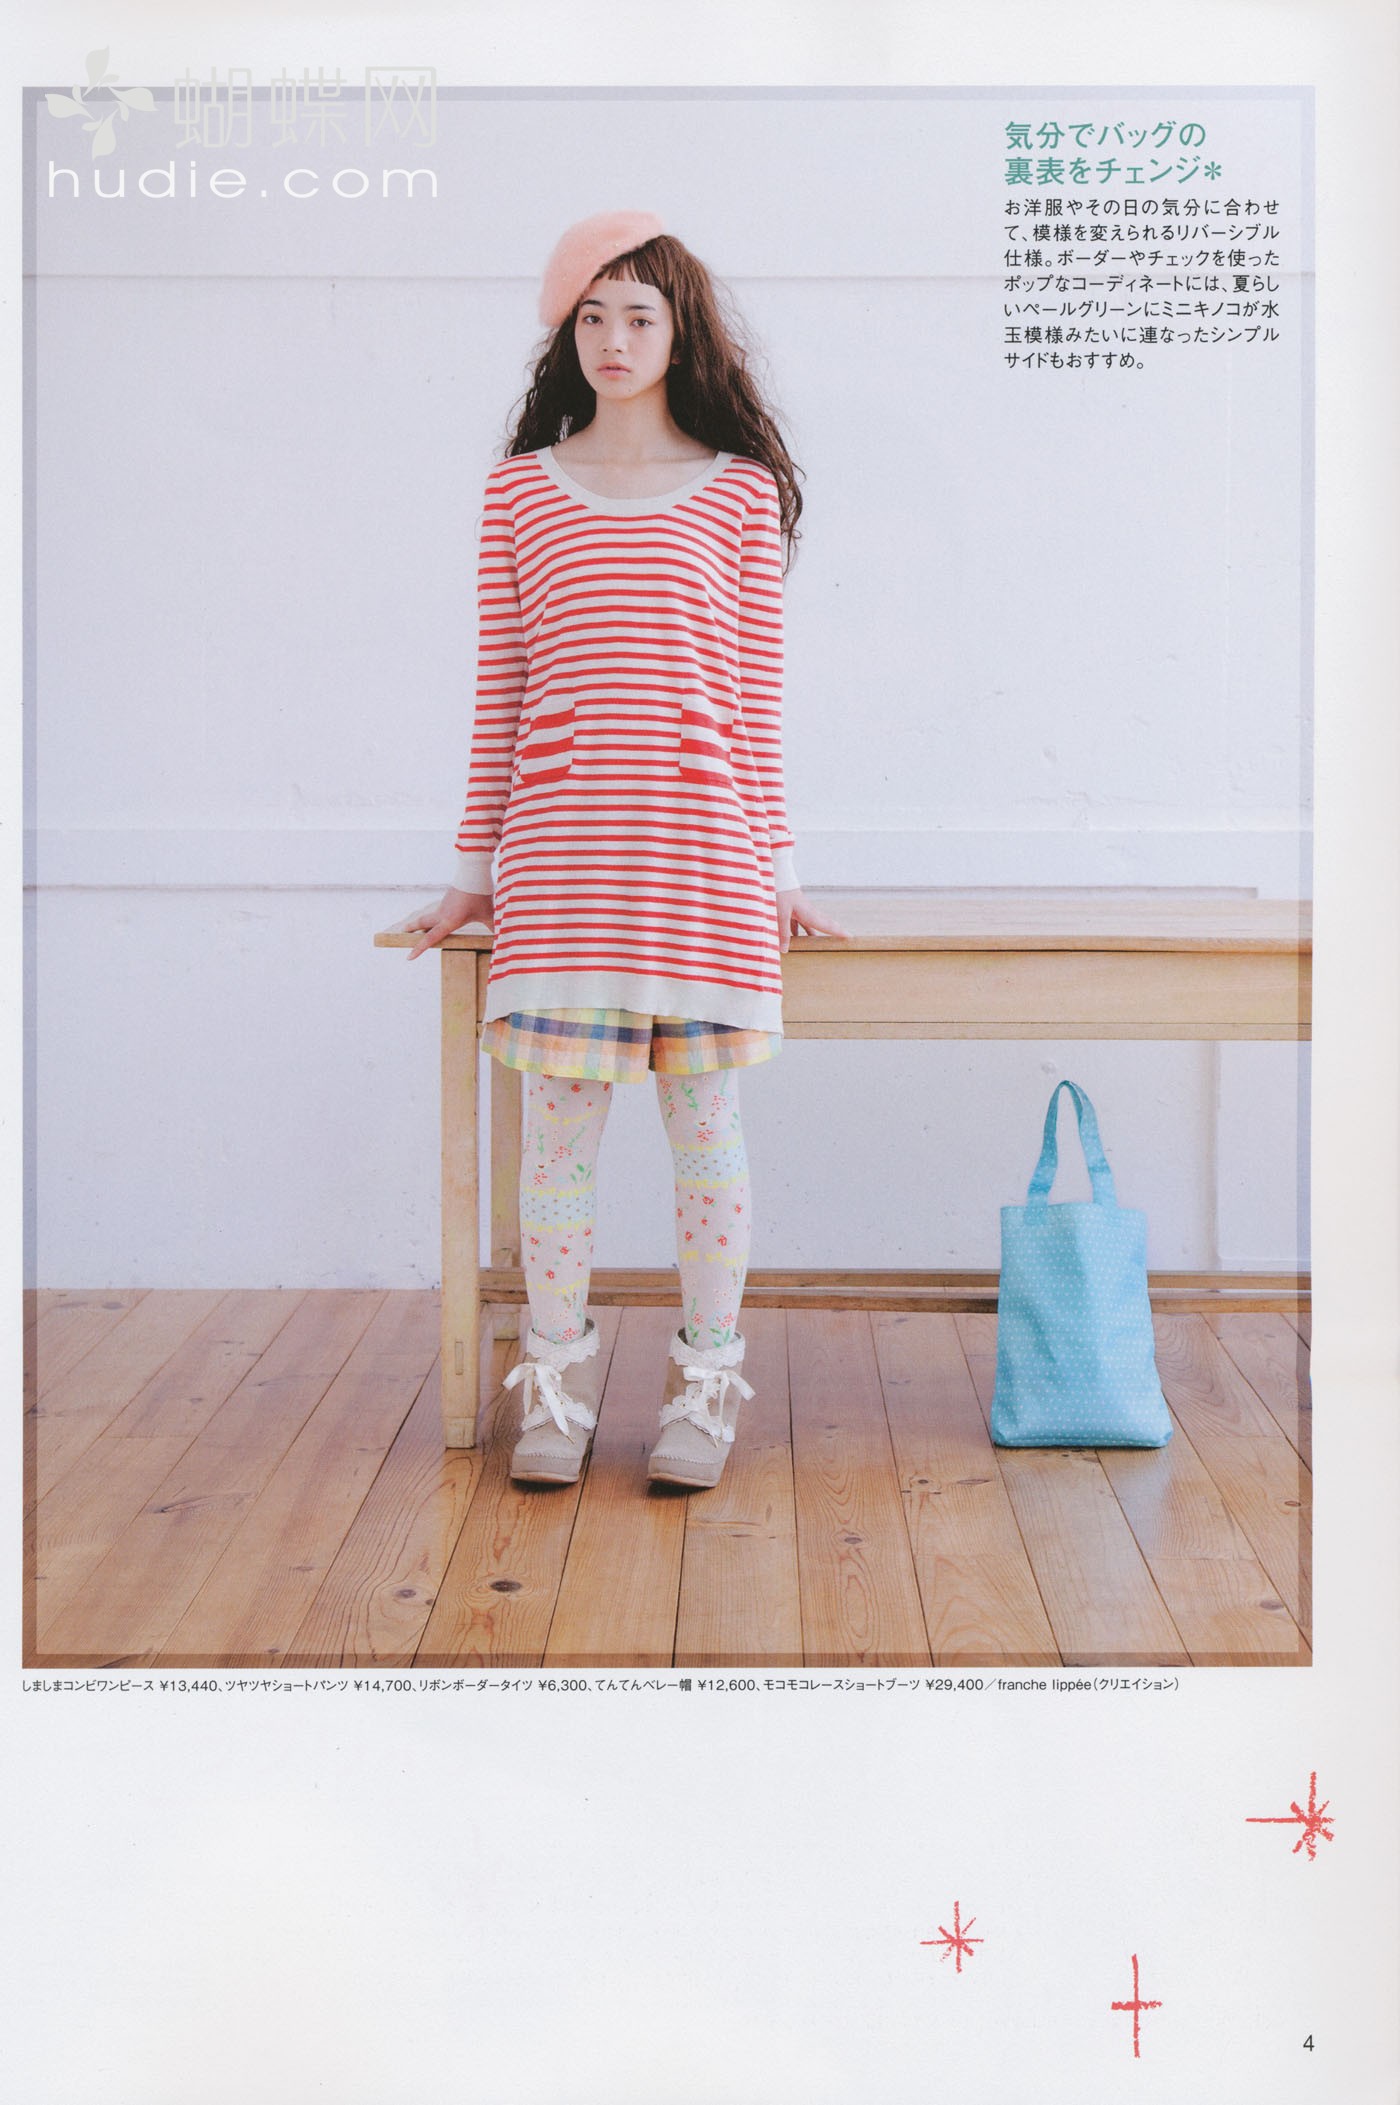 蝴蝶网
hudie.com
気分でバッグの
裏表をチェンジ*
お洋服やその日の気分に合わせ
て、模様を変えられるリバーシブル
仕様。ボーダーやチェックを使った
ポップなコーディネートには、夏らし
いペールグリーンにミニキノコが水
玉模様みたいに連なったシンプル
サイドもおすすめ。
しましまコンビワンピース ¥13,440、ツヤツヤショートパンツ ¥14,700、リボンボーダータイツ ¥6,300、てんてんベレー帽 ¥12,600、モコモコレースショートブーツ ¥29,400／franche lippée（クリエイション）
4